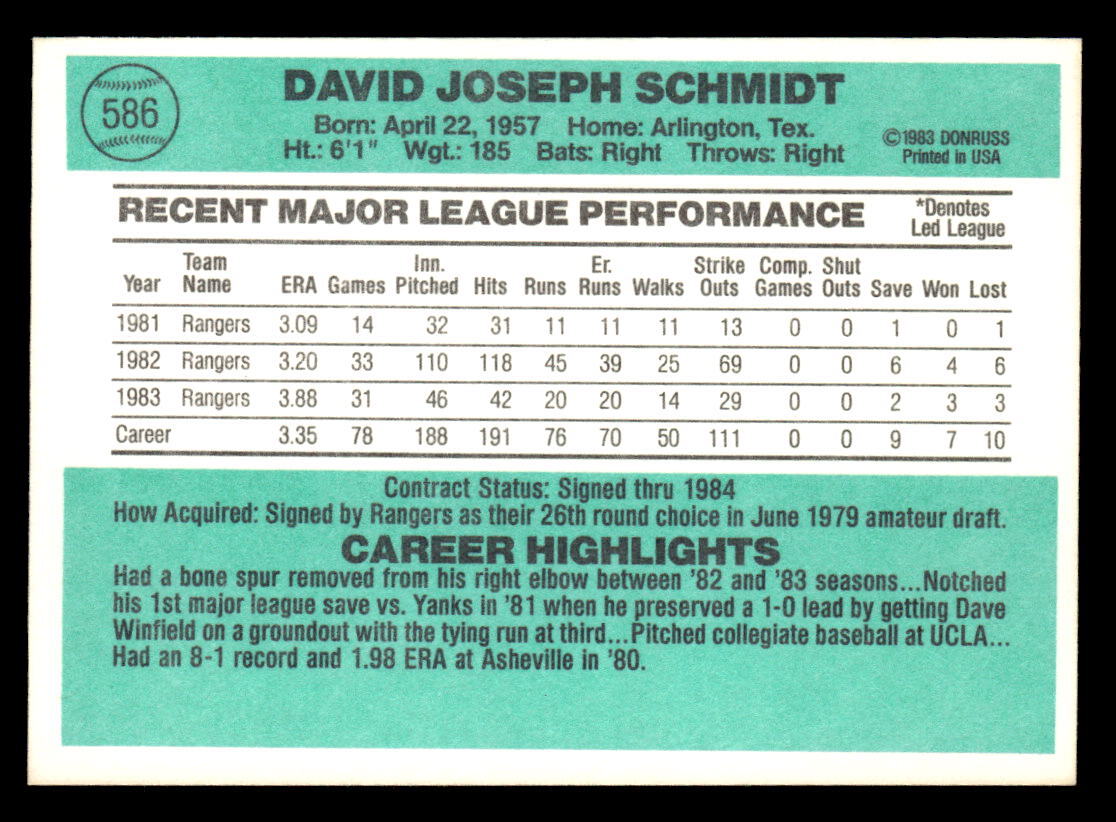 586
DAVID JOSEPH SCHMIDT
Born: April 22, 1957 Home: Arlington, Tex.
Ht.: 6'1" Wgt.: 185 Bats: Right Throws: Right
©1983 DONRUSS
Printed in USA
RECENT MAJOR LEAGUE PERFORMANCE
*Denotes
Led League
Team Inn. Er. Strike Comp. Shut
Year Name ERA Games Pitched Hits Runs Runs Walks Outs Games Outs Save Won Lost
1981 Rangers 3.09 14 32 31 11 11 11 13 0 0 1 0 1
1982 Rangers 3.20 33 110 118 45 39 25 69 0 0 6 4 6
1983 Rangers 3.88 31 46 42 20 20 14 29 0 0 2 3 3
Career 3.35 78 188 191 76 70 50 111 0 0 9 7 10
Contract Status: Signed thru 1984
How Acquired: Signed by Rangers as their 26th round choice in June 1979 amateur draft.
CAREER HIGHLIGHTS
Had a bone spur removed from his right elbow between '82 and '83 seasons...Notched
his 1st major league save vs. Yanks in '81 when he preserved a 1-0 lead by getting Dave
Winfield on a groundout with the tying run at third...Pitched collegiate baseball at UCLA...
Had an 8-1 record and 1.98 ERA at Asheville in '80.